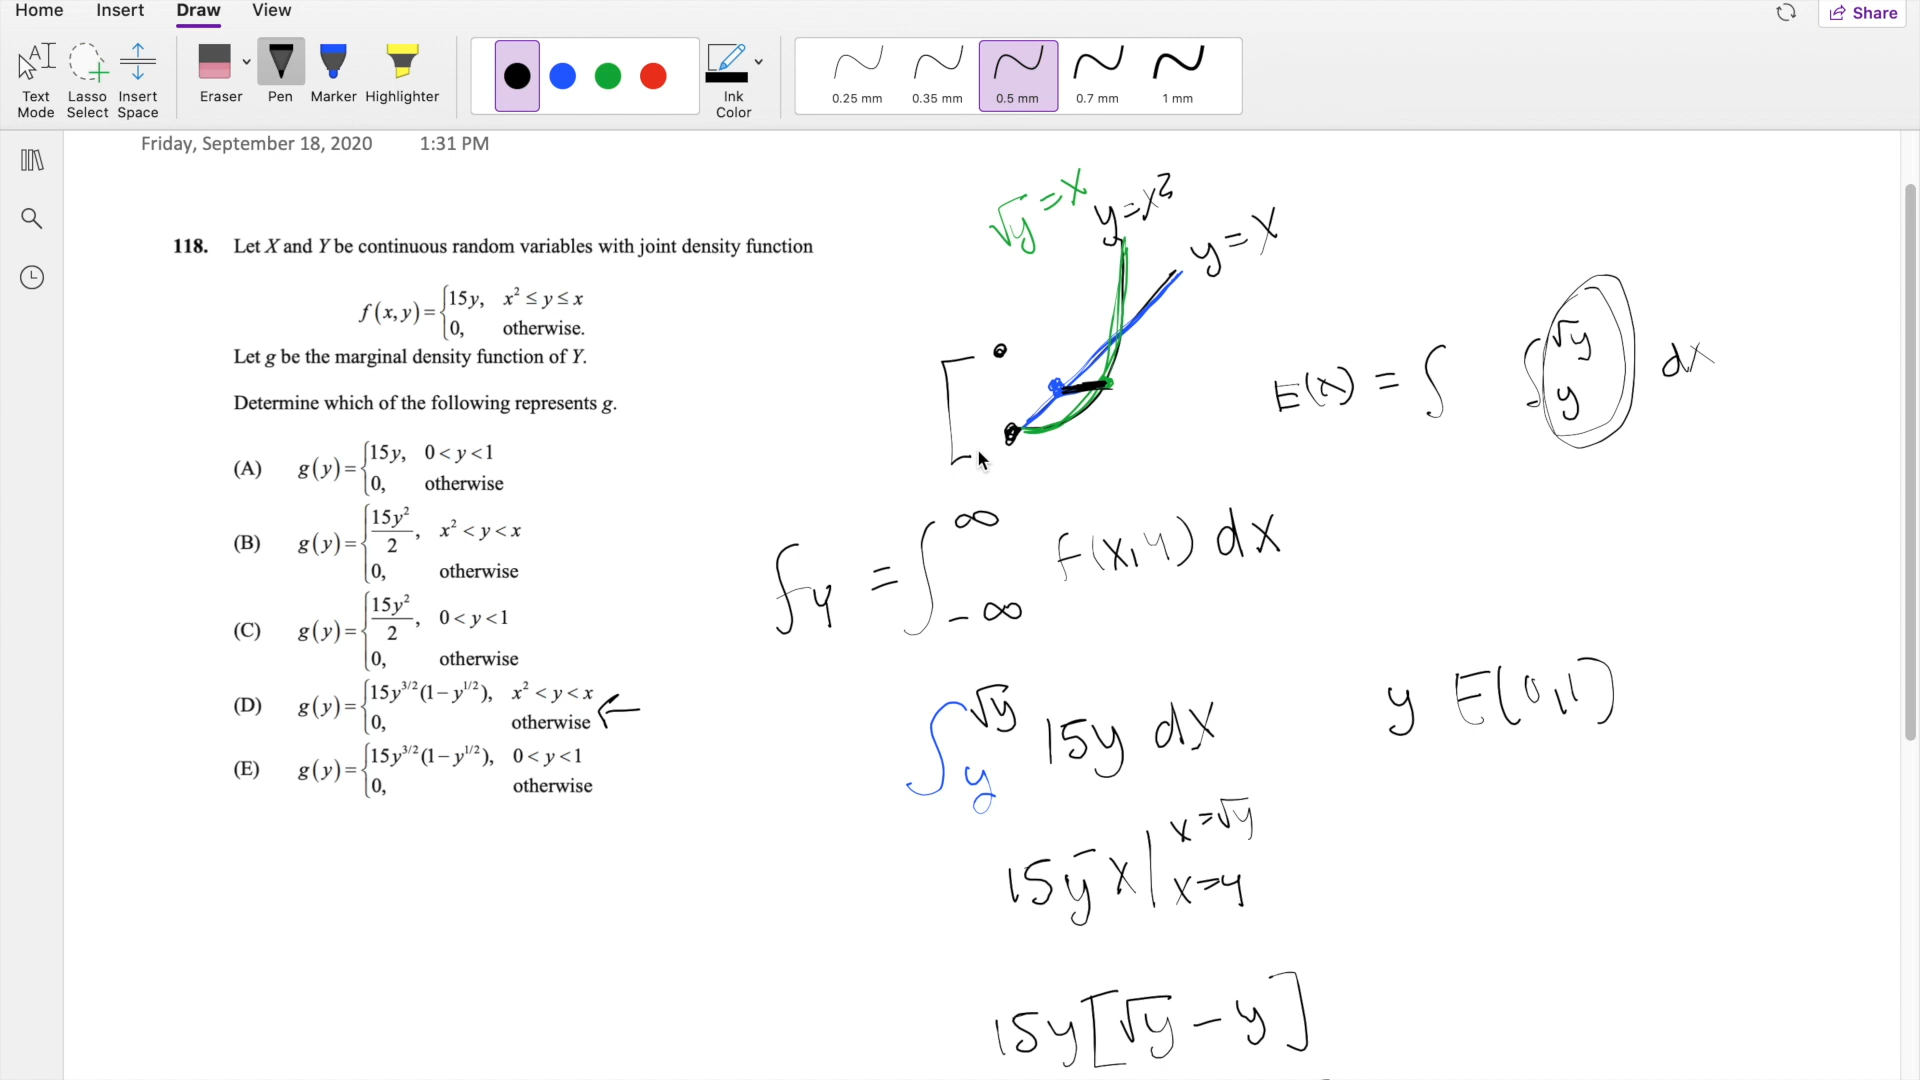 Home Insert Draw View
Share
Text Mode
Lasso Select
Insert Space
Eraser
Pen
Marker
Highlighter
Ink Color
0.25 mm
0.35 mm
0.5 mm
0.7 mm
1 mm
Friday, September 18, 2020 1:31 PM
118. Let X and Y be continuous random variables with joint density function
f(x,y) = { 15y, x² ≤ y ≤ x
0, otherwise.
Let g be the marginal density function of Y.
Determine which of the following represents g.
(A) g(y) = { 15y, 0 < y < 1
0, otherwise
(B) g(y) = { 15y²/2, x² < y < x
0, otherwise
(C) g(y) = { 15y²/2, 0 < y < 1
0, otherwise
(D) g(y) = { 15y^{3/2}(1 − y^{1/2}), x² < y < x
0, otherwise
(E) g(y) = { 15y^{3/2}(1 − y^{1/2}), 0 < y < 1
0, otherwise
√y = x
y = x²
y = x
E(x) = ∫ ∫_y^{√y} dx
f_y = ∫_{-∞}^{∞} f(x,y) dx
∫_y^{√y} 15y dx
y E(0,1)
15y x | x=√y
x=y
15y[√y − y]